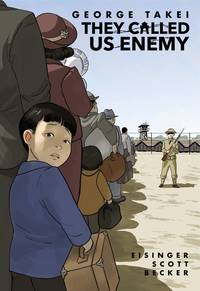 GEORGE TAKEI
THEY CALLED
US ENEMY
EISINGER
SCOTT
BECKER